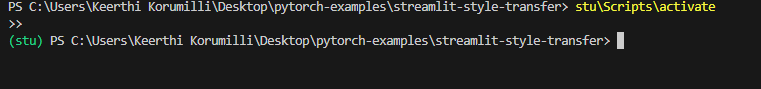 PS C:\Users\Keerthi Korumilli\Desktop\pytorch-examples\streamlit-style-transfer> stu\Scripts\activate
>>
(stu) PS C:\Users\Keerthi Korumilli\Desktop\pytorch-examples\streamlit-style-transfer>